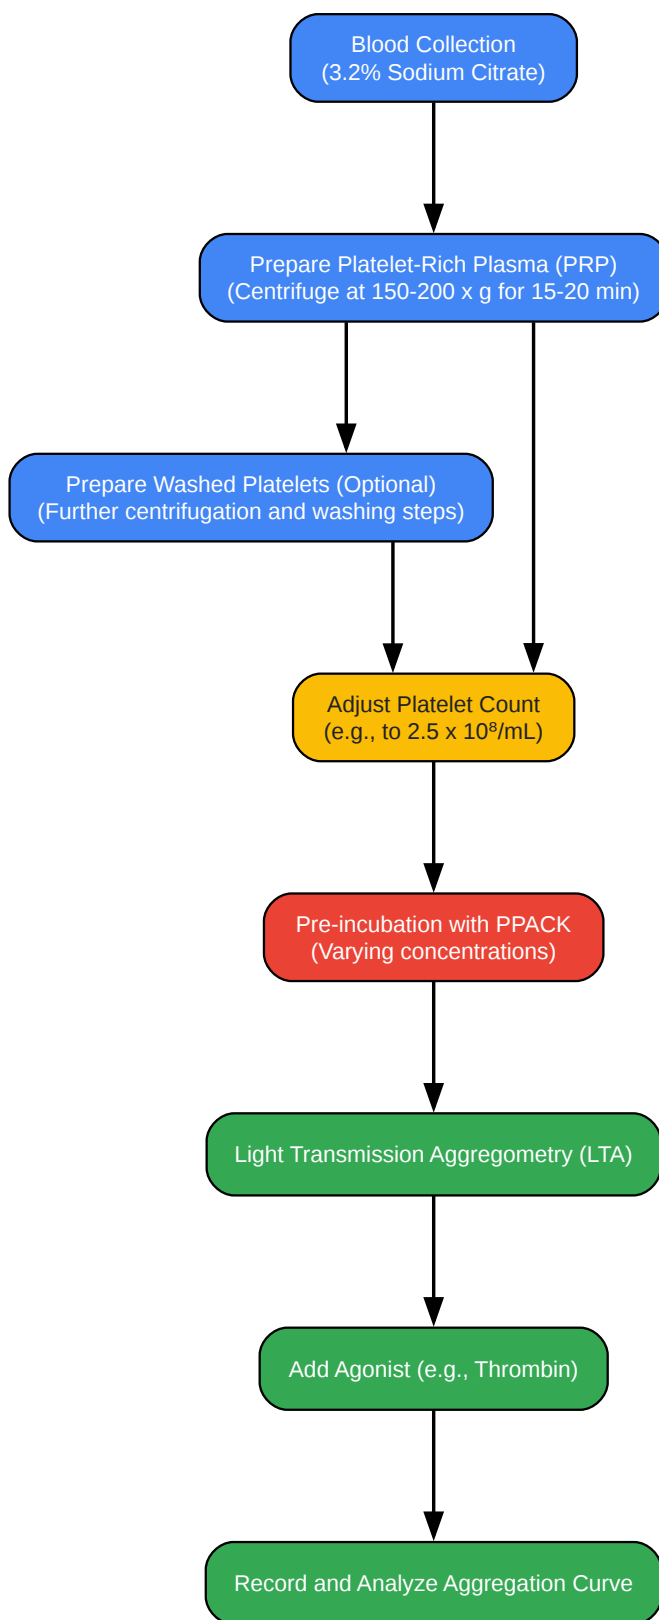 Blood Collection
(3.2% Sodium Citrate)
Prepare Platelet-Rich Plasma (PRP)
(Centrifuge at 150-200 x g for 15-20 min)
Prepare Washed Platelets (Optional)
(Further centrifugation and washing steps)
Adjust Platelet Count
(e.g., to 2.5 x 10⁸/mL)
Pre-incubation with PPACK
(Varying concentrations)
Light Transmission Aggregometry (LTA)
Add Agonist (e.g., Thrombin)
Record and Analyze Aggregation Curve